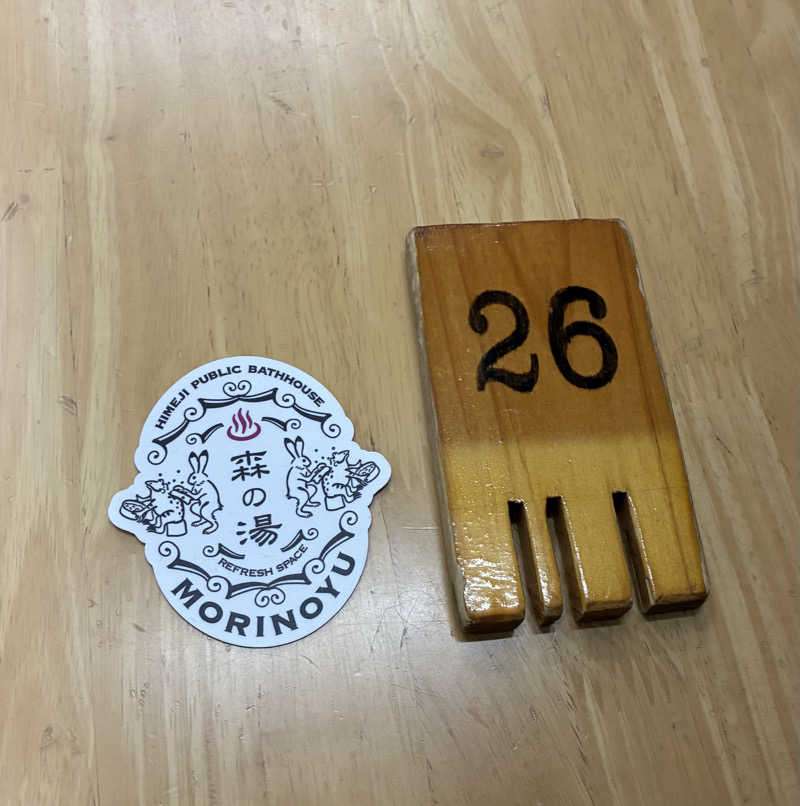 HIMEJI PUBLIC BATHHOUSE
森の湯
REFRESH SPACE
MORINOYU
26